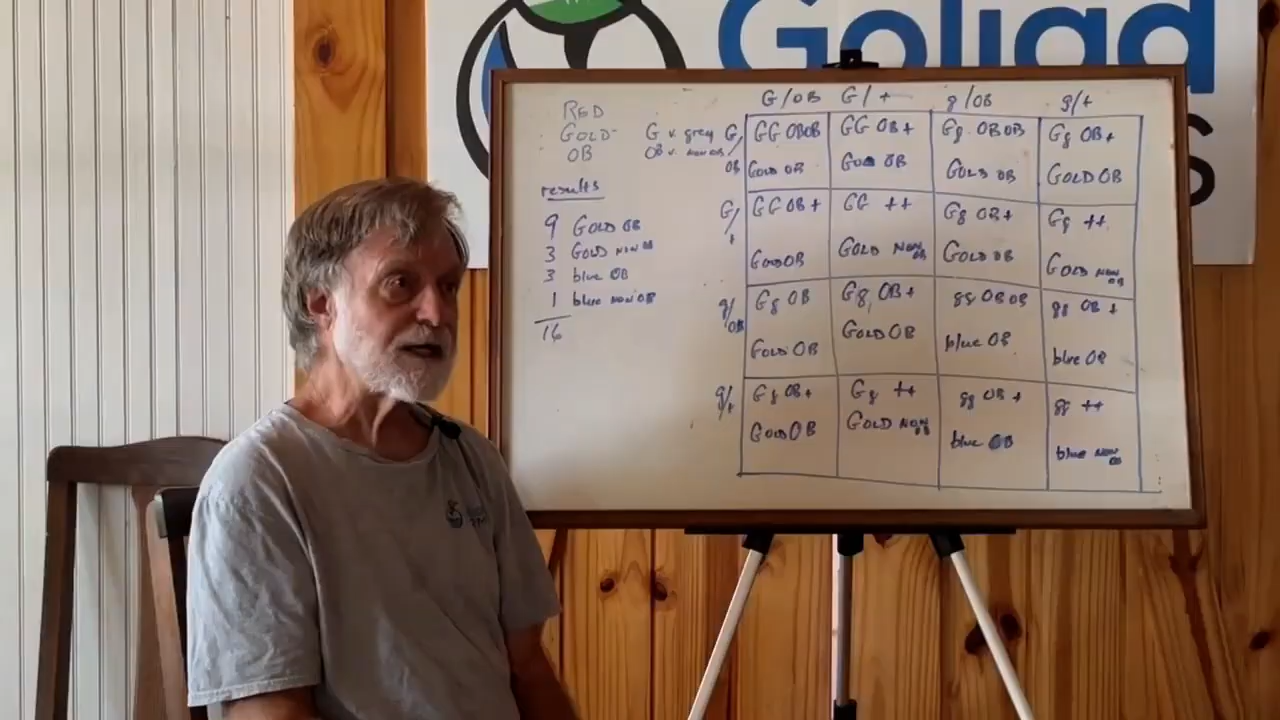 Goliad
S
G/OB G/+ g/OB g/+
RED
GOLD-
OB
G v. grey
OB v. non OB
G/
OB
GG OBOB
GOLD OB
GG OB+
GOLD OB
Gg OBOB
GOLD OB
Gg OB+
GOLD OB
results
9 GOLD OB
3 GOLD NON OB
3 blue OB
1 blue NON OB
16
G/
+
GG OB+
GOLD OB
GG ++
GOLD NON OB
Gg OB+
GOLD OB
Gg ++
GOLD NON OB
g/
OB
Gg OB
GOLD OB
Gg OB+
GOLD OB
gg OBOB
blue OB
gg OB +
blue OB
g/
+
Gg OB+
GOLD OB
Gg ++
GOLD NON OB
gg OB +
blue OB
gg ++
blue NON OB